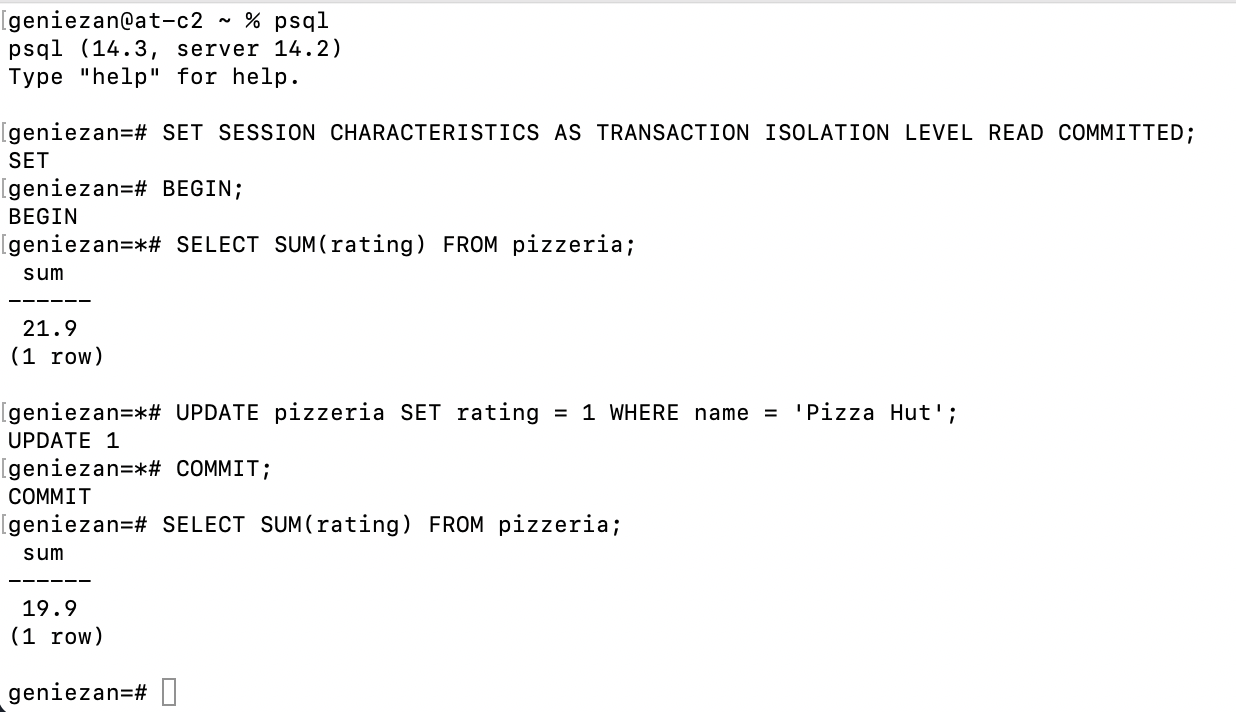 [geniezan@at-c2 ~ % psql
psql (14.3, server 14.2)
Type "help" for help.
[geniezan=# SET SESSION CHARACTERISTICS AS TRANSACTION ISOLATION LEVEL READ COMMITTED;
SET
[geniezan=# BEGIN;
BEGIN
[geniezan=*# SELECT SUM(rating) FROM pizzeria;
sum
------
21.9
(1 row)
[geniezan=*# UPDATE pizzeria SET rating = 1 WHERE name = 'Pizza Hut';
UPDATE 1
[geniezan=*# COMMIT;
COMMIT
[geniezan=# SELECT SUM(rating) FROM pizzeria;
sum
------
19.9
(1 row)
geniezan=#